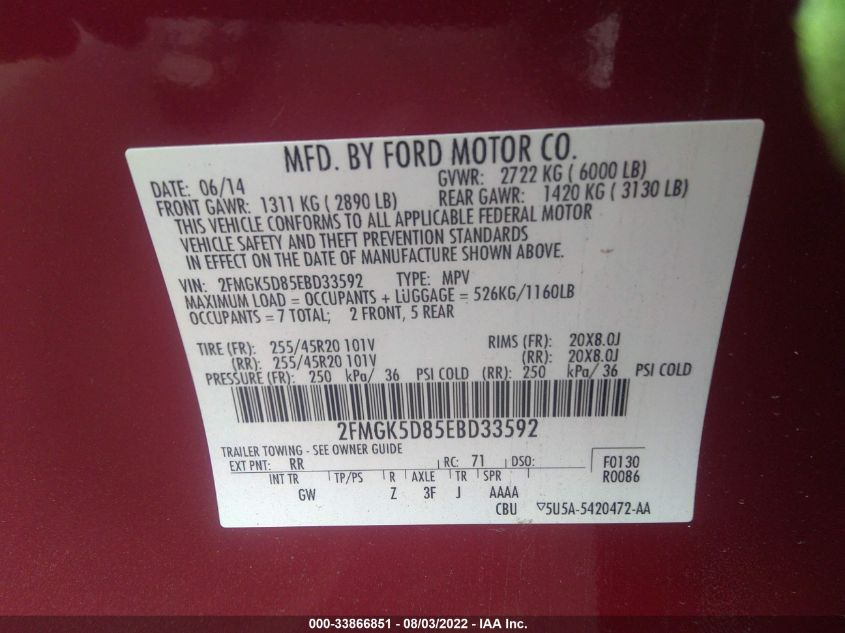 MFD. BY FORD MOTOR CO.
DATE: 06/14 GVWR: 2722 KG ( 6000 LB)
FRONT GAWR: 1311 KG ( 2890 LB) REAR GAWR: 1420 KG ( 3130 LB)
THIS VEHICLE CONFORMS TO ALL APPLICABLE FEDERAL MOTOR
VEHICLE SAFETY AND THEFT PREVENTION STANDARDS
IN EFFECT ON THE DATE OF MANUFACTURE SHOWN ABOVE.
VIN: 2FMGK5D85EBD33592 TYPE: MPV
MAXIMUM LOAD = OCCUPANTS + LUGGAGE = 526KG/1160LB
OCCUPANTS = 7 TOTAL; 2 FRONT, 5 REAR
TIRE (FR): 255/45R20 101V RIMS (FR): 20X8.0J
(RR): 255/45R20 101V (RR): 20X8.0J
PRESSURE (FR): 250 kPa/ 36 PSI COLD (RR): 250 kPa/ 36 PSI COLD
2FMGK5D85EBD33592
TRAILER TOWING - SEE OWNER GUIDE
EXT PNT: RR RC: 71 DSO: F0130
INT TR TP/PS R AXLE TR SPR R0086
GW Z 3F J AAAA
CBU ▽5U5A-5420472-AA
000-33866851 - 08/03/2022 - IAA Inc.